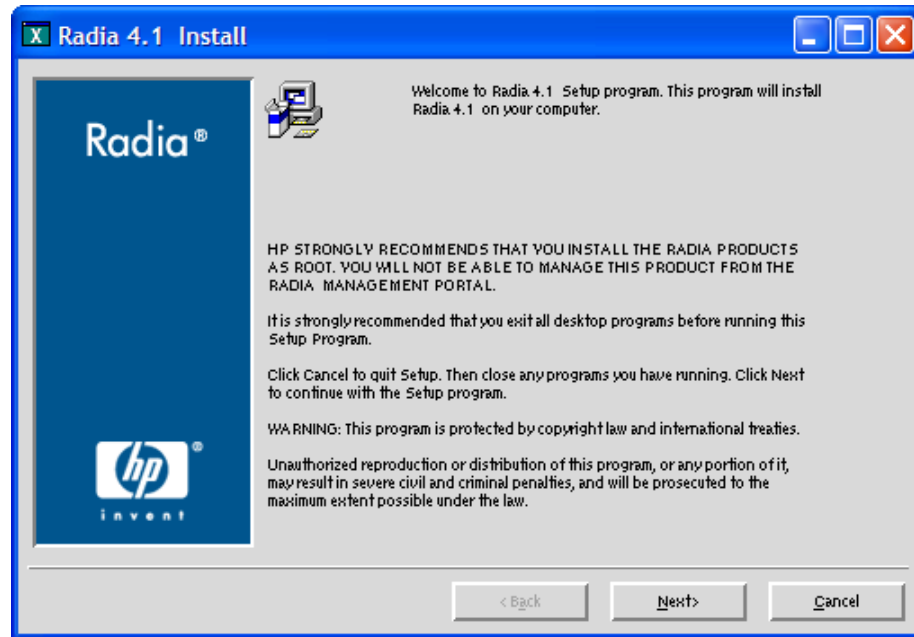 Radia 4.1 Install
Radia®
Welcome to Radia 4.1 Setup program. This program will install
Radia 4.1 on your computer.
HP STRONGLY RECOMMENDS THAT YOU INSTALL THE RADIA PRODUCTS
AS ROOT. YOU WILL NOT BE ABLE TO MANAGE THIS PRODUCT FROM THE
RADIA MANAGEMENT PORTAL.
It is strongly recommended that you exit all desktop programs before running this
Setup Program.
Click Cancel to quit Setup. Then close any programs you have running. Click Next
to continue with the Setup program.
WARNING: This program is protected by copyright law and international treaties.
Unauthorized reproduction or distribution of this program, or any portion of it,
may result in severe civil and criminal penalties, and will be prosecuted to the
maximum extent possible under the law.
hp®
invent
< Back
Next>
Cancel